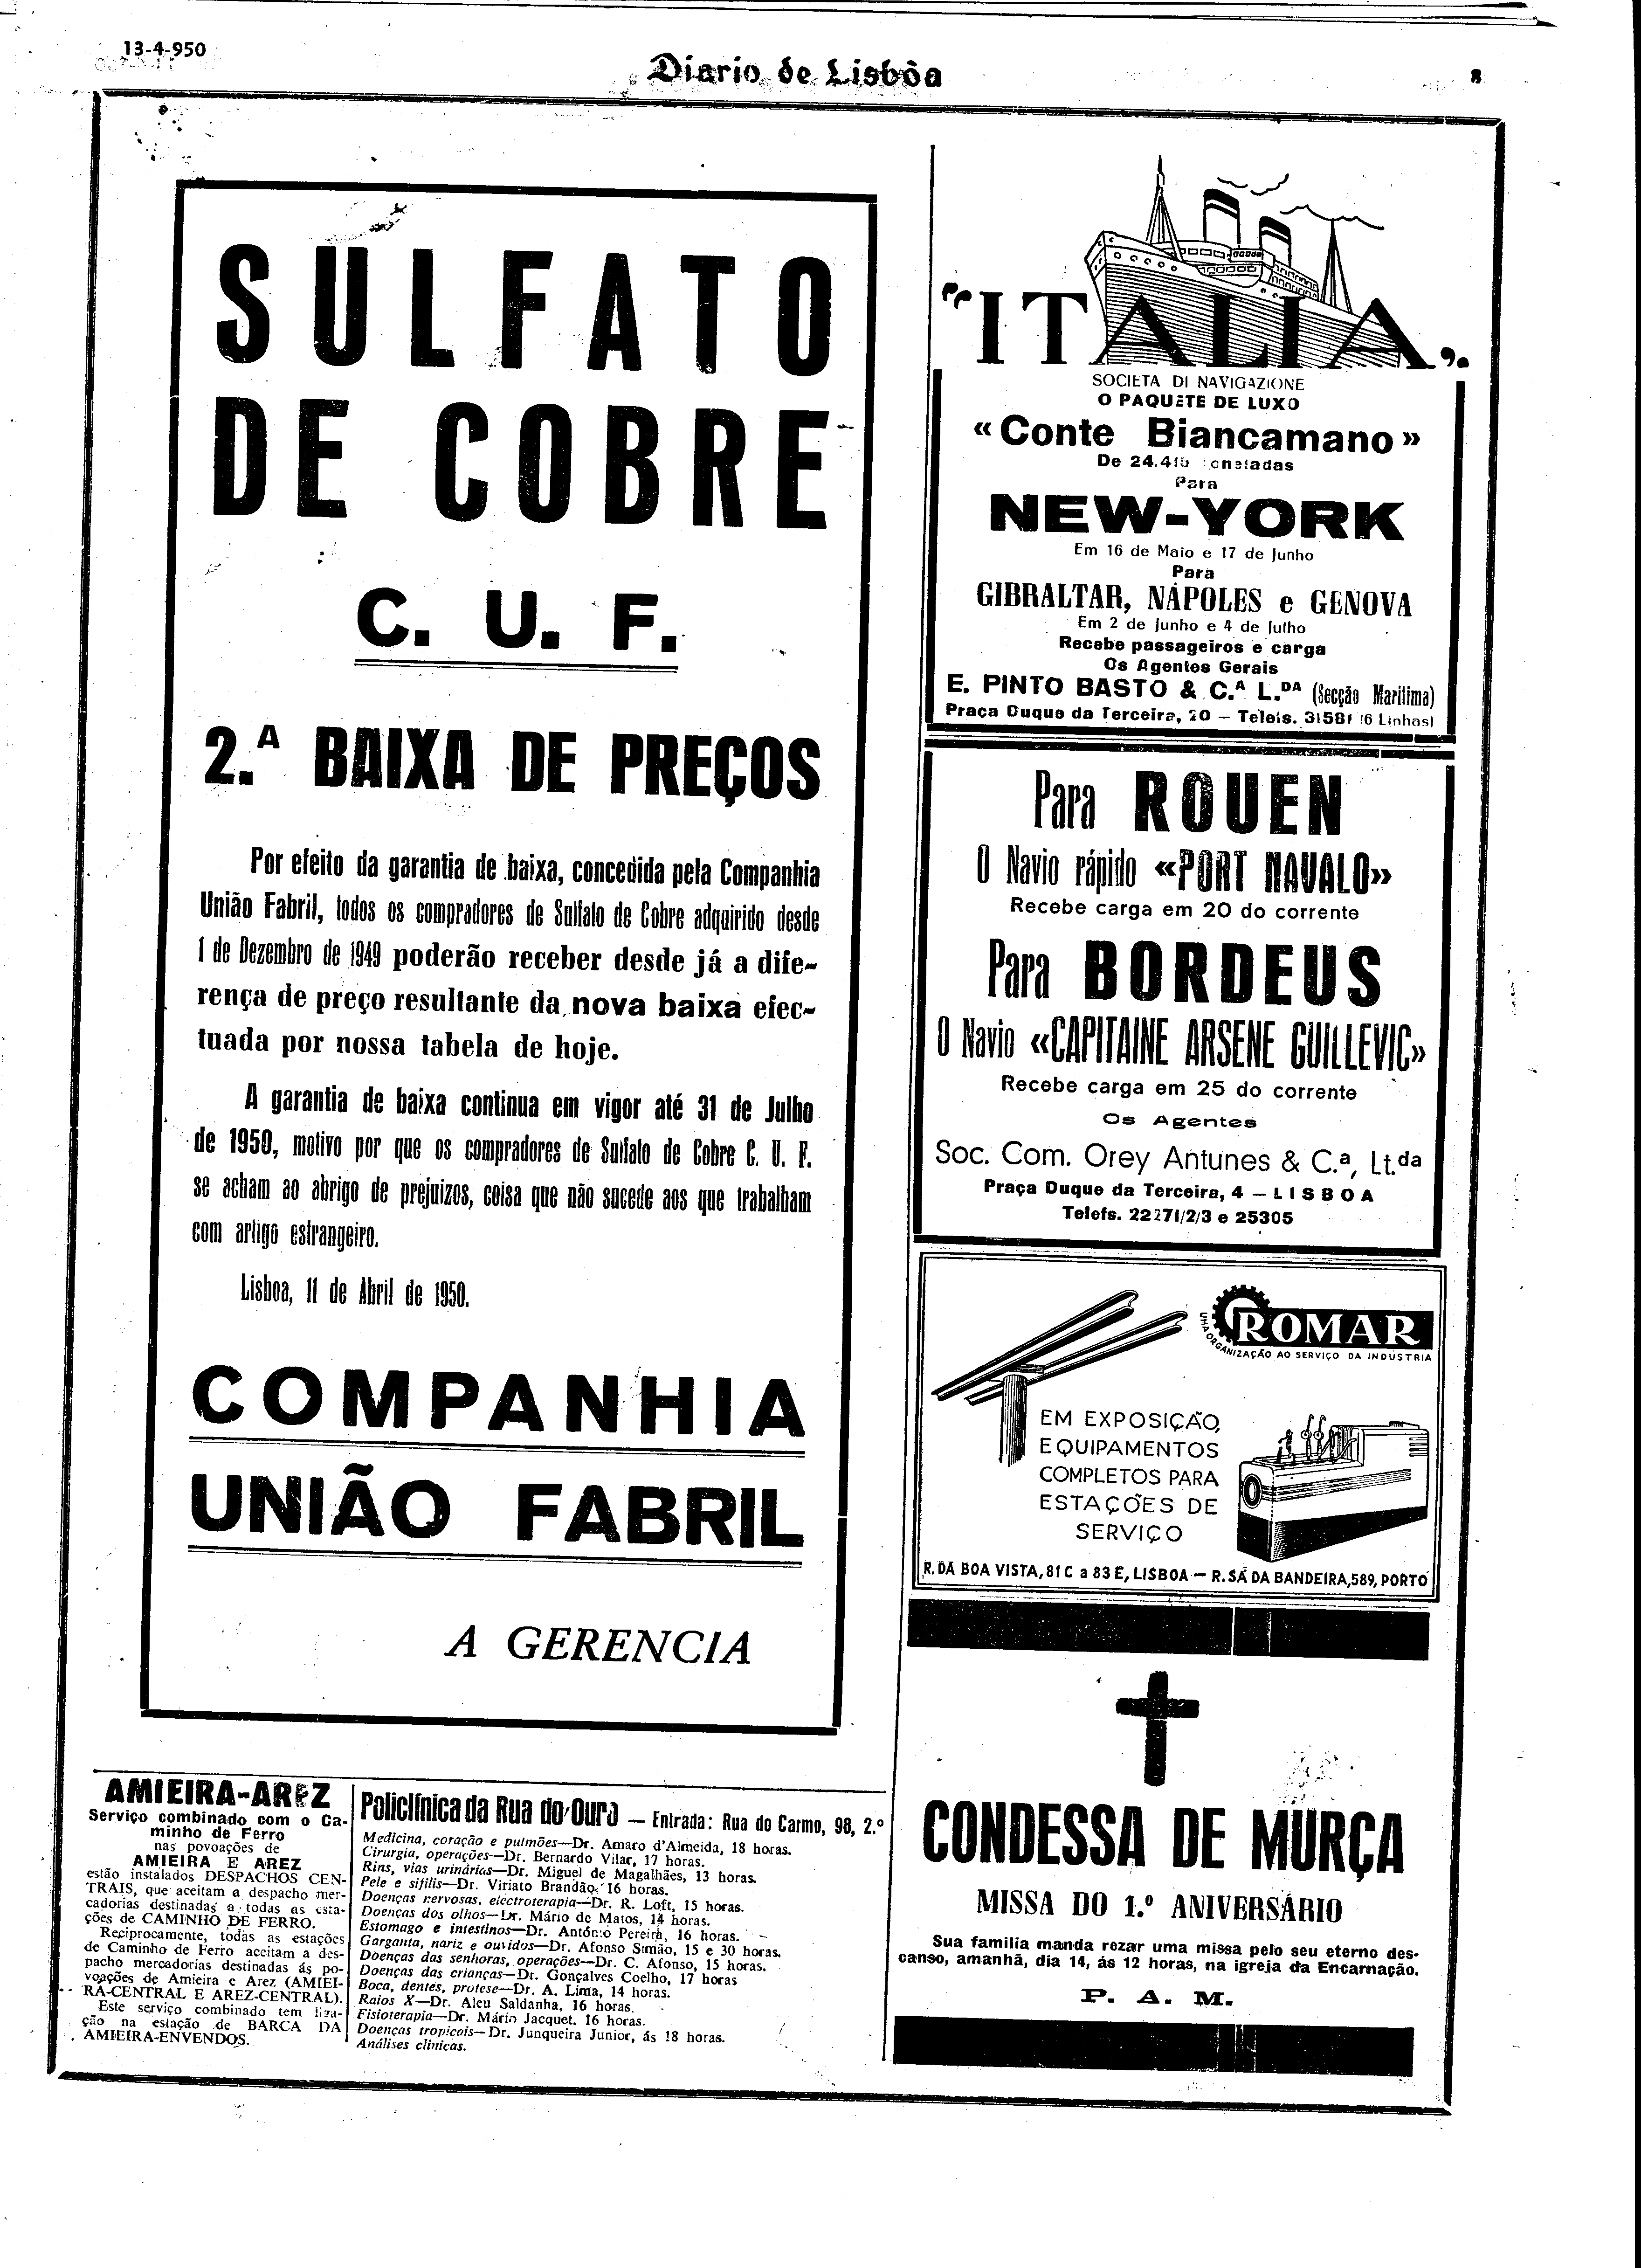 13-4-950
Diario de Lisbôa
8
SULFATO
DE COBRE
C. U. F.
2.ª BAIXA DE PREÇOS
Por efeito da garantia de baixa, concedida pela Companhia
União Fabril, todos os compradores de Sulfato de Cobre adquirido desde
1 de Dezembro de 1949 poderão receber desde já a dife-
rença de preço resultante da nova baixa efec-
tuada por nossa tabela de hoje.
A garantia de baixa continua em vigor até 31 de Julho
de 1950, motivo por que os compradores de Sulfato de Cobre C. U. F.
se acham ao abrigo de prejuizos, coisa que não sucede aos que trabalham
com artigo estrangeiro.
Lisboa, 11 de Abril de 1950.
COMPANHIA
UNIÃO FABRIL
A GERENCIA
"ITALIA"
SOCIETA DI NAVIGAZIONE
O PAQUETE DE LUXO
«Conte Biancamano»
De 24.415 toneladas
Para
NEW-YORK
Em 16 de Maio e 17 de Junho
Para
GIBRALTAR, NÁPOLES e GENOVA
Em 2 de Junho e 4 de Julho
Recebe passageiros e carga
Os Agentes Gerais
E. PINTO BASTO & C.ª L.DA (Secção Maritima)
Praça Duque da Terceira, 20 — Telefs. 31581 (6 Linhas)
Para ROUEN
O Navio rápido «PORT NAVALO»
Recebe carga em 20 do corrente
Para BORDEUS
O Navio «CAPITAINE ARSENE GUILLEVIC»
Recebe carga em 25 do corrente
Os Agentes
Soc. Com. Orey Antunes & C.ª, Lt.da
Praça Duque da Terceira, 4 — LISBOA
Telefs. 22271/2/3 e 25305
ROMAR
UMA ORGANIZAÇÃO AO SERVIÇO DA INDÚSTRIA
EM EXPOSIÇÃO,
EQUIPAMENTOS
COMPLETOS PARA
ESTAÇÕES DE
SERVIÇO
R. DA BOA VISTA, 81 C a 83 E, LISBOA — R. SÁ DA BANDEIRA, 589, PORTO
CONDESSA DE MURÇA
MISSA DO 1.º ANIVERSÁRIO
Sua familia manda rezar uma missa pelo seu eterno des-
canso, amanhã, dia 14, ás 12 horas, na igreja da Encarnação.
P. A. M.
AMIEIRA-AREZ
Serviço combinado com o Ca-
minho de Ferro
nas povoações de
AMIEIRA E AREZ
estão instalados DESPACHOS CEN-
TRAIS, que aceitam a despacho mer-
cadorias destinadas a todas as esta-
ções de CAMINHO DE FERRO.
Reciprocamente, todas as estações
de Caminho de Ferro aceitam a des-
pacho mercadorias destinadas ás po-
voações de Amieira e Arez (AMIEI-
RA-CENTRAL E AREZ-CENTRAL).
Este serviço combinado tem liga-
ção na estação de BARCA DA
AMIEIRA-ENVENDOS.
Policlínica da Rua do Ouro — Entrada: Rua do Carmo, 98, 2.º
Medicina, coração e pulmões—Dr. Amaro d'Almeida, 18 horas.
Cirurgia, operações—Dr. Bernardo Vilar, 17 horas.
Rins, vias urinárias—Dr. Miguel de Magalhães, 13 horas.
Pele e sifilis—Dr. Viriato Brandão, 16 horas.
Doenças nervosas, electroterapia—Dr. R. Loft, 15 horas.
Doenças dos olhos—Dr. Mário de Matos, 14 horas.
Estomago e intestinos—Dr. António Pereira, 16 horas.
Garganta, nariz e ouvidos—Dr. Afonso Simão, 15 e 30 horas.
Doenças das senhoras, operações—Dr. C. Afonso, 15 horas.
Doenças das crianças—Dr. Gonçalves Coelho, 17 horas
Boca, dentes, protese—Dr. A. Lima, 14 horas.
Raios X—Dr. Aleu Saldanha, 16 horas.
Fisioterapia—Dr. Mário Jacquet, 16 horas.
Doenças tropicais—Dr. Junqueira Junior, ás 18 horas.
Análises clinicas.